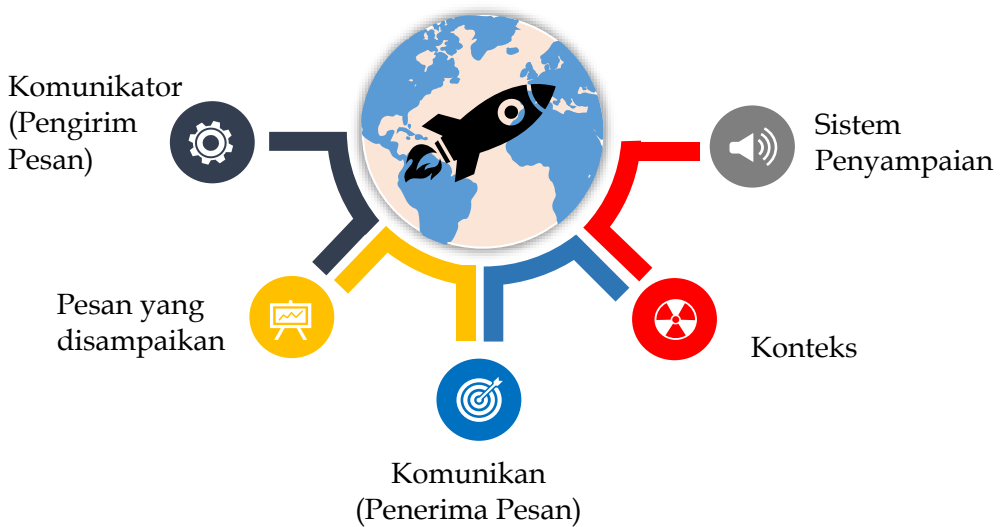 Komunikator
(Pengirim
Pesan)
Pesan yang
disampaikan
Komunikan
(Penerima Pesan)
Konteks
Sistem
Penyampaian